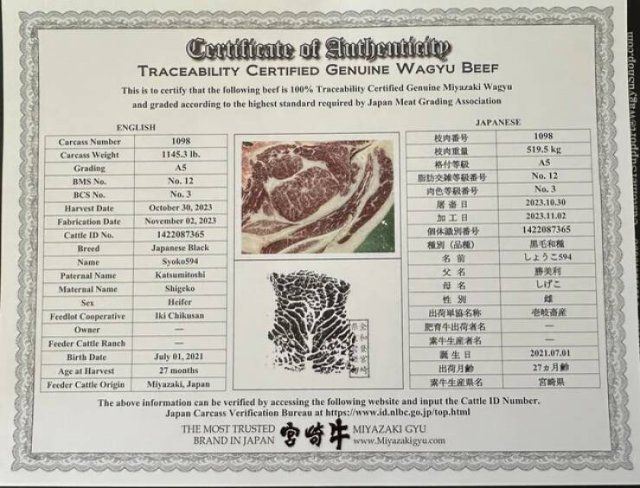 Certificate of Authenticity
TRACEABILITY CERTIFIED GENUINE WAGYU BEEF
This is to certify that the following beef is 100% Traceability Certified Genuine Miyazaki Wagyu
and graded according to the highest standard required by Japan Meat Grading Association
ENGLISH
Carcass Number 1098
Carcass Weight 1145.3 lb.
Grading A5
BMS No. No. 12
BCS No. No. 3
Harvest Date October 30, 2023
Fabrication Date November 02, 2023
Cattle ID No. 1422087365
Breed Japanese Black
Name Syoko594
Paternal Name Katsumitoshi
Maternal Name Shigeko
Sex Heifer
Feedlot Cooperative Iki Chikusan
Owner —
Feeder Cattle Ranch —
Birth Date July 01, 2021
Age at Harvest 27 months
Feeder Cattle Origin Miyazaki, Japan
JAPANESE
枝肉番号 1098
枝肉重量 519.5 kg
格付等級 A5
脂肪交雑等級番号 No. 12
肉色等級番号 No. 3
屠畜日 2023.10.30
加工日 2023.11.02
個体識別番号 1422087365
種別(品種) 黒毛和種
名前 しょうこ594
父名 勝美利
母名 しげこ
性別 雌
出荷単協名称 壱岐畜産
肥育牛出荷者名 —
素牛生産者名 —
誕生日 2021.07.01
出荷月齢 27ヵ月齢
素牛生産県名 宮崎県
The above information can be verified by accessing the following website and input the Cattle ID Number.
Japan Carcass Verification Bureau at https://www.id.nlbc.go.jp/top.html
THE MOST TRUSTED
BRAND IN JAPAN
宮崎牛
MIYAZAKI GYU
www.Miyazakigyu.com